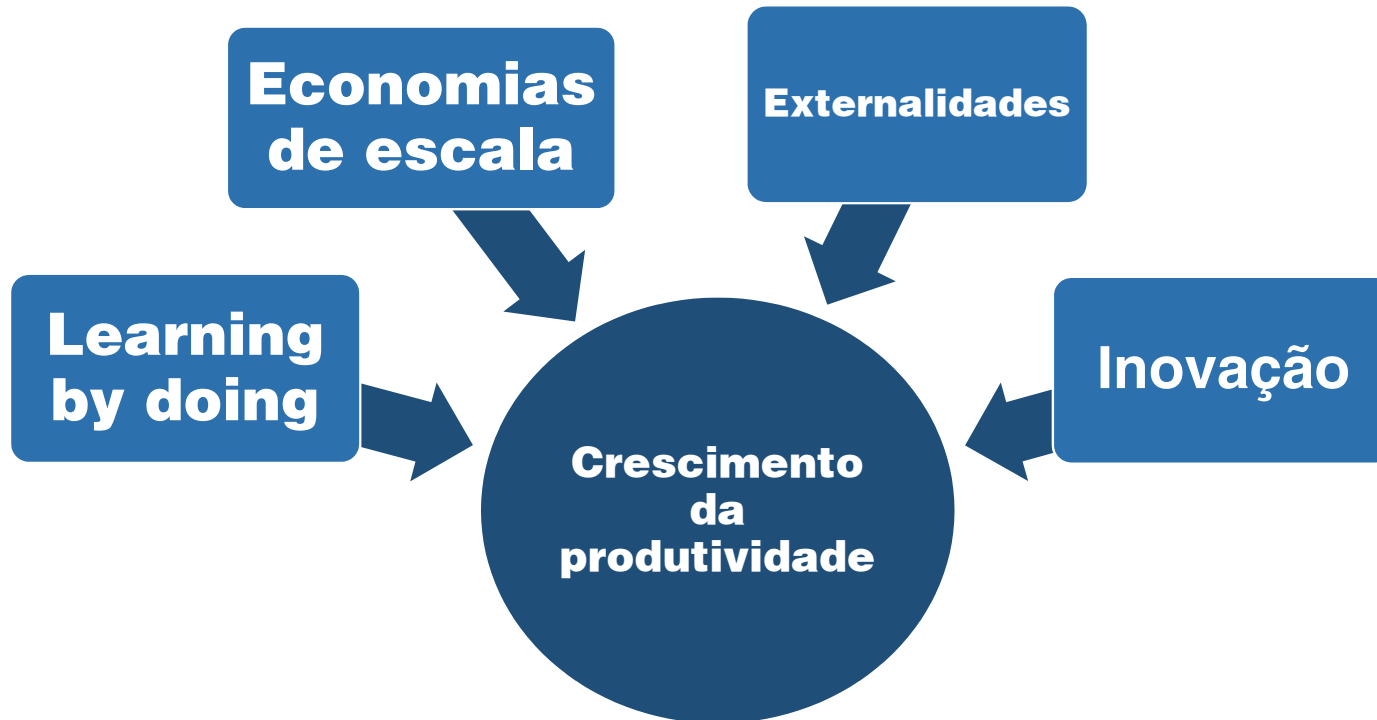 Economias
de escala
Externalidades
Learning
by doing
Inovação
Crescimento
da
produtividade